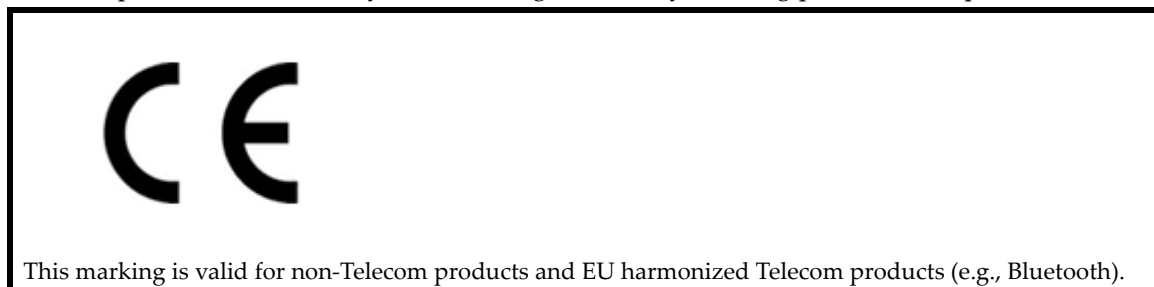 CE
This marking is valid for non-Telecom products and EU harmonized Telecom products (e.g., Bluetooth).